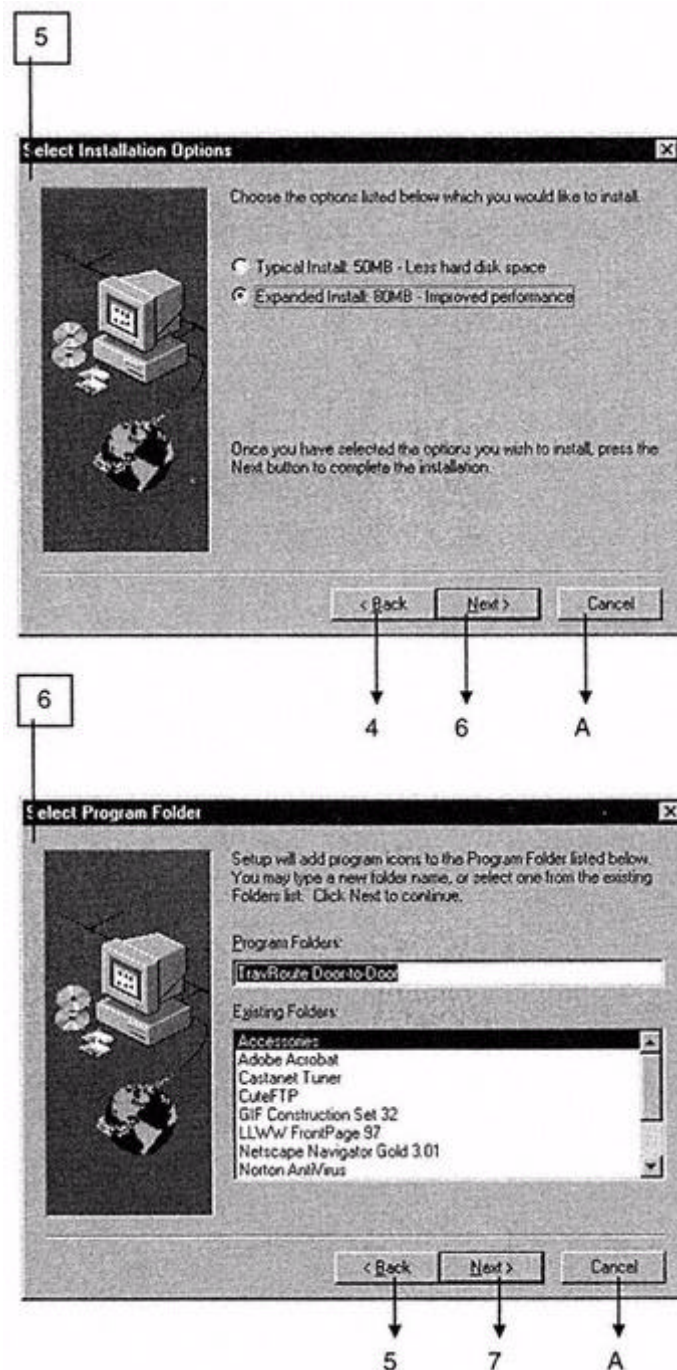 5
Select Installation Options
Choose the options listed below which you would like to install.
Typical Install: 50MB - Less hard disk space
Expanded Install: 80MB - Improved performance
Once you have selected the options you wish to install, press the
Next button to complete the installation.
< Back
Next >
Cancel
4
6
A
6
Select Program Folder
Setup will add program icons to the Program Folder listed below.
You may type a new folder name, or select one from the existing
Folders list. Click Next to continue.
Program Folders:
TravRoute Door-to-Door
Existing Folders:
Accessories
Adobe Acrobat
Castanet Tuner
CuteFTP
GIF Construction Set 32
LLWW FrontPage 97
Netscape Navigator Gold 3.01
Norton AntiVirus
< Back
Next >
Cancel
5
7
A